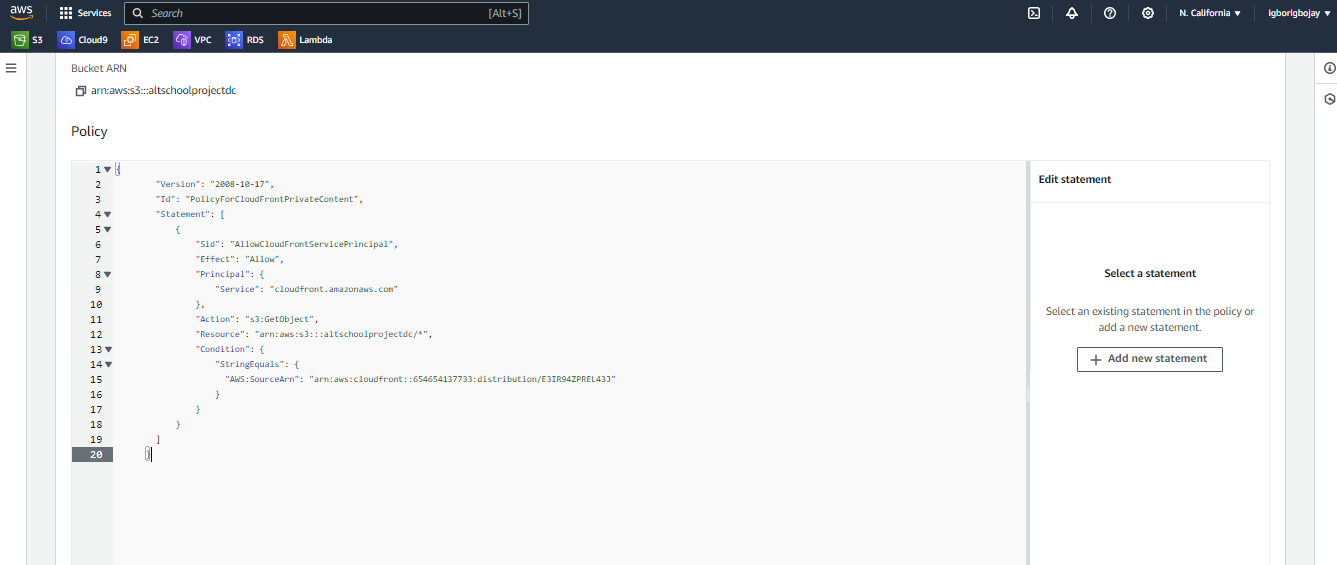 aws Services Search [Alt+S] N. California igborigbojay
S3 Cloud9 EC2 VPC RDS Lambda
Bucket ARN
arn:aws:s3:::altschoolprojectdc
Policy
1 {
2 "Version": "2008-10-17",
3 "Id": "PolicyForCloudFrontPrivateContent",
4 "Statement": [
5 {
6 "Sid": "AllowCloudFrontServicePrincipal",
7 "Effect": "Allow",
8 "Principal": {
9 "Service": "cloudfront.amazonaws.com"
10 },
11 "Action": "s3:GetObject",
12 "Resource": "arn:aws:s3:::altschoolprojectdc/*",
13 "Condition": {
14 "StringEquals": {
15 "AWS:SourceArn": "arn:aws:cloudfront::654654137733:distribution/E3IR94ZPREL43J"
16 }
17 }
18 }
19 ]
20 }
Edit statement
Select a statement
Select an existing statement in the policy or
add a new statement.
+ Add new statement